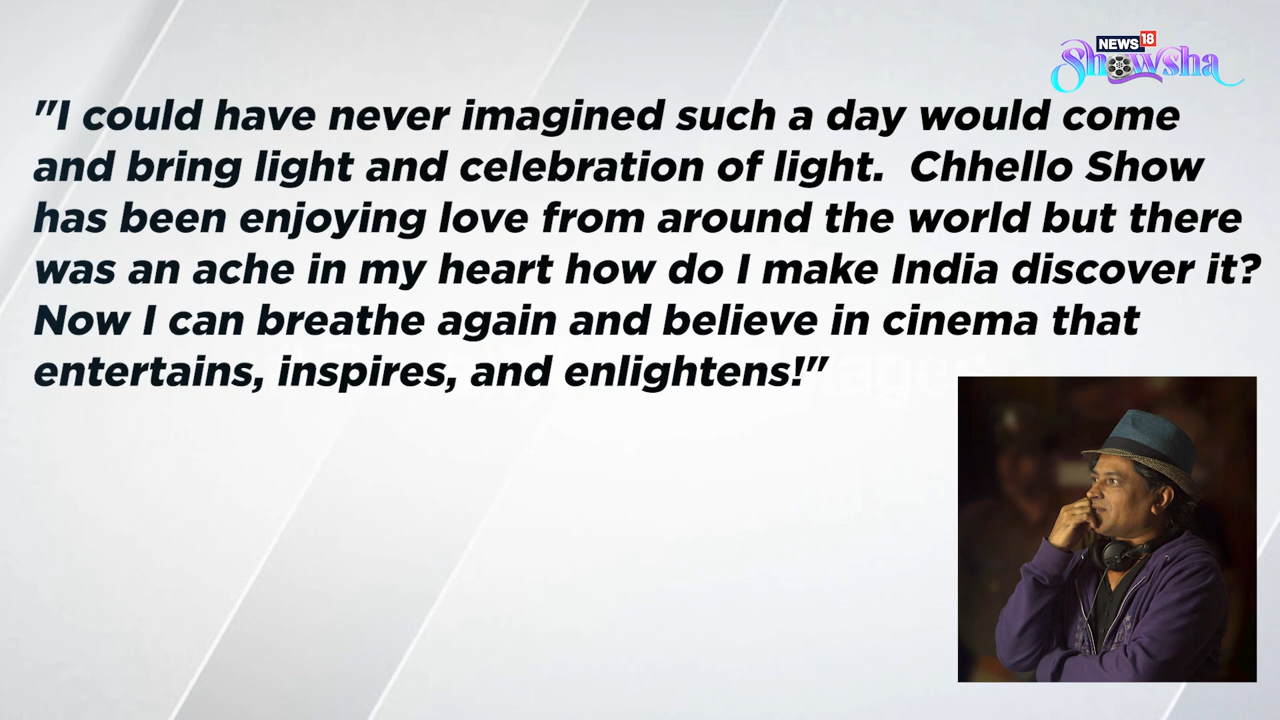 NEWS 18
Showsha
"I could have never imagined such a day would come
and bring light and celebration of light.  Chhello Show
has been enjoying love from around the world but there
was an ache in my heart how do I make India discover it?
Now I can breathe again and believe in cinema that
entertains, inspires, and enlightens!"